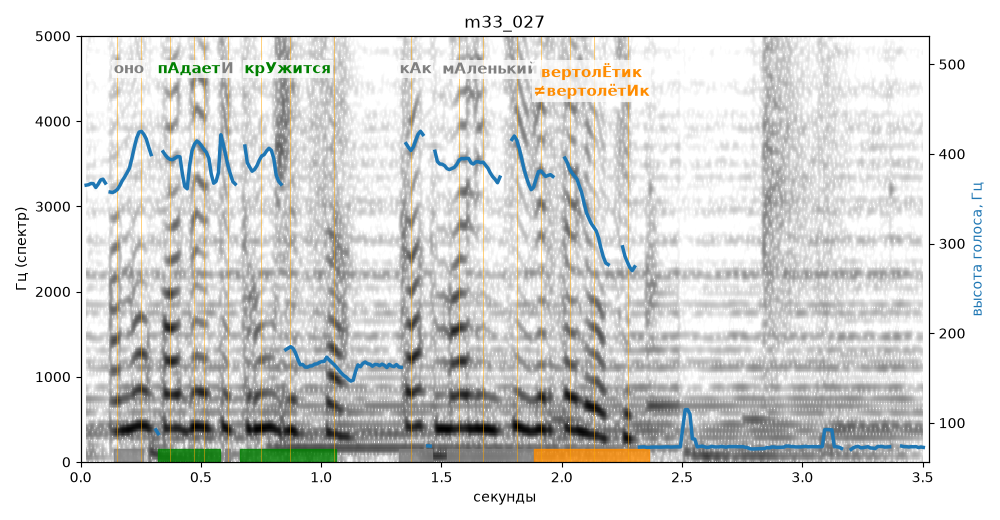 m33_027
5000
4000
3000
2000
1000
0
Гц (спектр)
500
400
300
200
100
высота голоса, Гц
оно пАдаетИ крУжится кАк мАленький вертолЁтик
≠вертолётИк
0.0 0.5 1.0 1.5 2.0 2.5 3.0 3.5
секунды